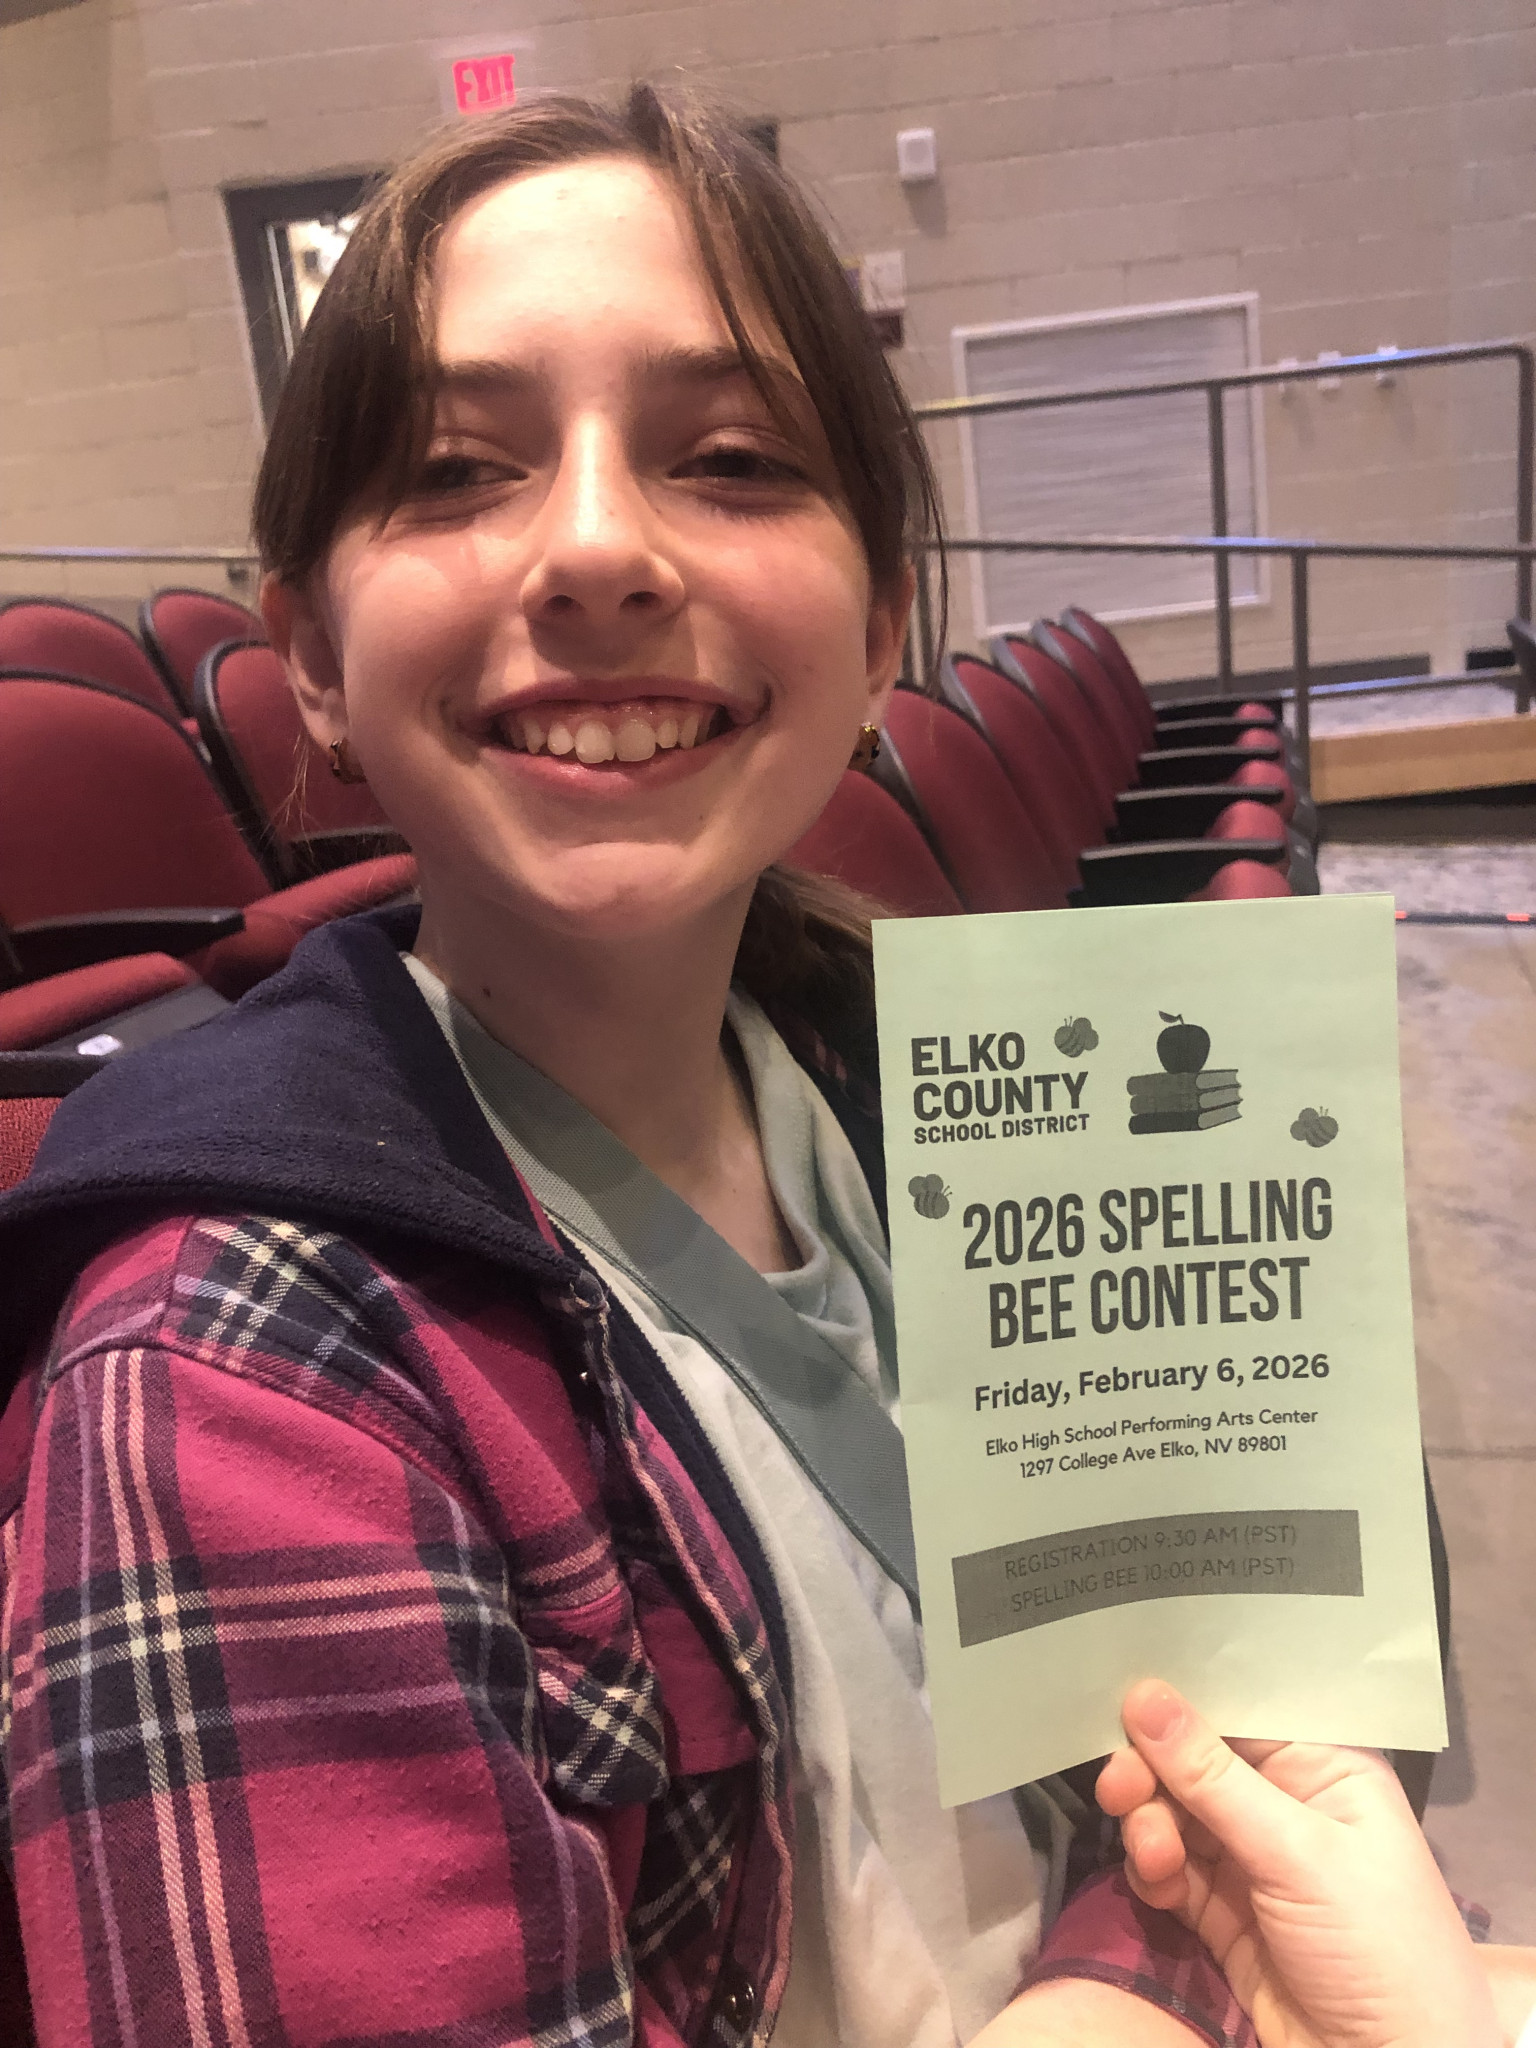 EXIT
ELKO
COUNTY
SCHOOL DISTRICT
2026 SPELLING
BEE CONTEST
Friday, February 6, 2026
Elko High School Performing Arts Center
1297 College Ave Elko, NV 89801
REGISTRATION 9:30 AM (PST)
SPELLING BEE 10:00 AM (PST)